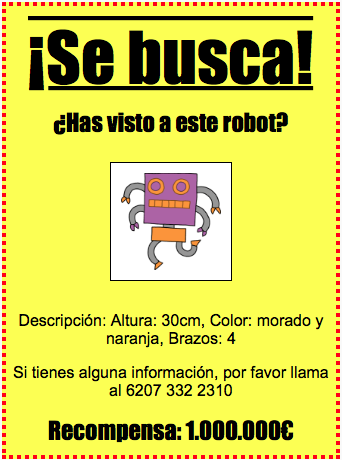 ¡Se busca!
¿Has visto a este robot?
Descripción: Altura: 30cm, Color: morado y
naranja, Brazos: 4
Si tienes alguna información, por favor llama
al 6207 332 2310
Recompensa: 1.000.000€